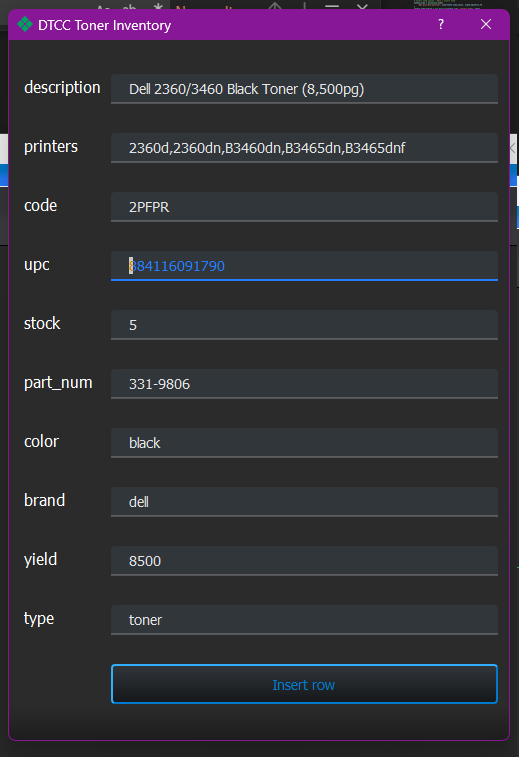 DTCC Toner Inventory
description
Dell 2360/3460 Black Toner (8,500pg)
printers
2360d,2360dn,B3460dn,B3465dn,B3465dnf
code
2PFPR
upc
884116091790
stock
5
part_num
331-9806
color
black
brand
dell
yield
8500
type
toner
Insert row